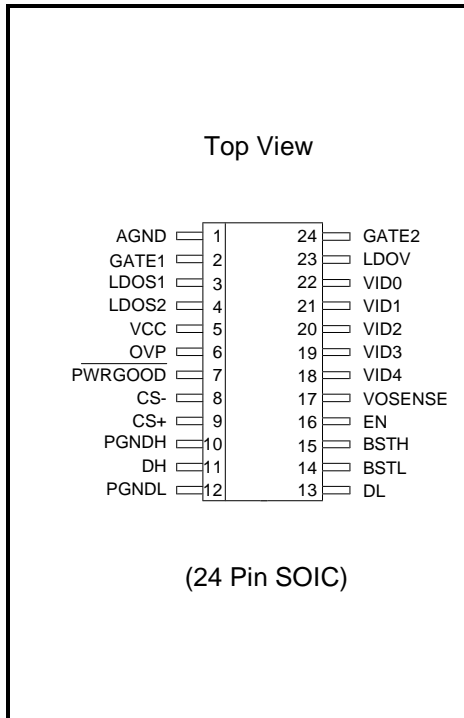 Top View
AGND 1 24 GATE2
GATE1 2 23 LDOV
LDOS1 3 22 VID0
LDOS2 4 21 VID1
VCC 5 20 VID2
OVP 6 19 VID3
PWRGOOD 7 18 VID4
CS- 8 17 VOSENSE
CS+ 9 16 EN
PGNDH 10 15 BSTH
DH 11 14 BSTL
PGNDL 12 13 DL
(24 Pin SOIC)